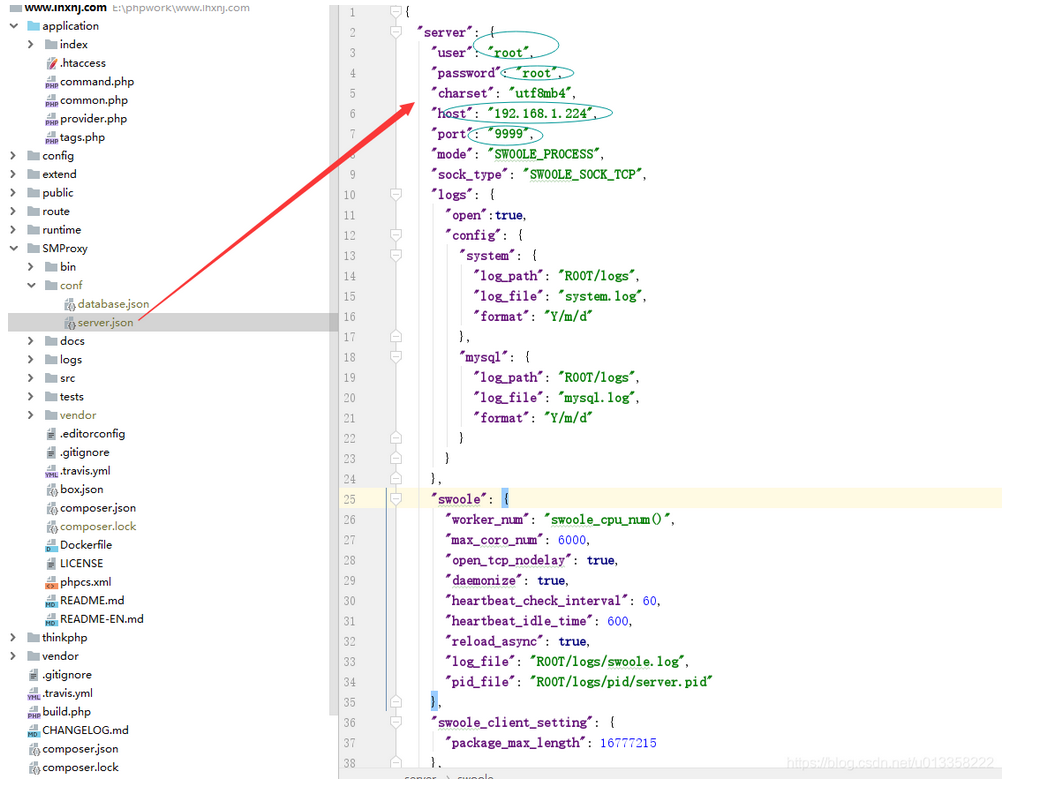 www.lhxnj.com E:\phpwork\www.lhxnj.com
application
index
.htaccess
command.php
common.php
provider.php
tags.php
config
extend
public
route
runtime
SMProxy
bin
conf
database.json
server.json
docs
logs
src
tests
vendor
.editorconfig
.gitignore
.travis.yml
box.json
composer.json
composer.lock
Dockerfile
LICENSE
phpcs.xml
README.md
README-EN.md
thinkphp
vendor
.gitignore
.travis.yml
build.php
CHANGELOG.md
composer.json
composer.lock
1 {
2 "server": {
3 "user": "root",
4 "password": "root",
5 "charset": "utf8mb4",
6 "host": "192.168.1.224",
7 "port": "9999",
8 "mode": "SWOOLE_PROCESS",
9 "sock_type": "SWOOLE_SOCK_TCP",
10 "logs": {
11 "open":true,
12 "config": {
13 "system": {
14 "log_path": "ROOT/logs",
15 "log_file": "system.log",
16 "format": "Y/m/d"
17 },
18 "mysql": {
19 "log_path": "ROOT/logs",
20 "log_file": "mysql.log",
21 "format": "Y/m/d"
22 }
23 }
24 },
25 "swoole": {
26 "worker_num": "swoole_cpu_num()",
27 "max_coro_num": 6000,
28 "open_tcp_nodelay": true,
29 "daemonize": true,
30 "heartbeat_check_interval": 60,
31 "heartbeat_idle_time": 600,
32 "reload_async": true,
33 "log_file": "ROOT/logs/swoole.log",
34 "pid_file": "ROOT/logs/pid/server.pid"
35 },
36 "swoole_client_setting": {
37 "package_max_length": 16777215
38 },
server › swoole
https://blog.csdn.net/u013358222